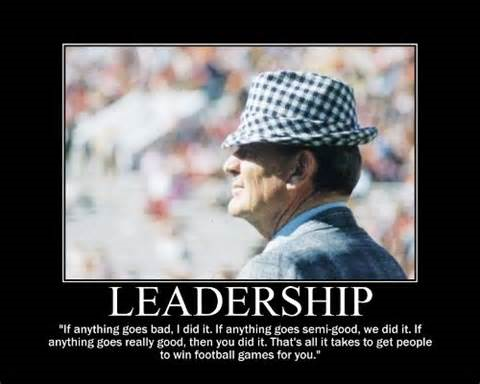 LEADERSHIP
"If anything goes bad, I did it. If anything goes semi-good, we did it. If
anything goes really good, then you did it. That's all it takes to get people
to win football games for you."